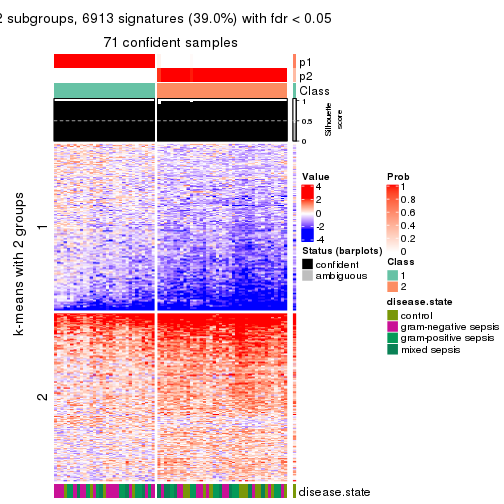 2 subgroups, 6913 signatures (39.0%) with fdr < 0.05
71 confident samples
p1
p2
Class
1
0.5
0
Silhouette
score
k-means with 2 groups
1
2
Value
4
2
0
-2
-4
Status (barplots)
confident
ambiguous
Prob
1
0.8
0.6
0.4
0.2
0
Class
1
2
disease.state
control
gram-negative sepsis
gram-positive sepsis
mixed sepsis
disease.state